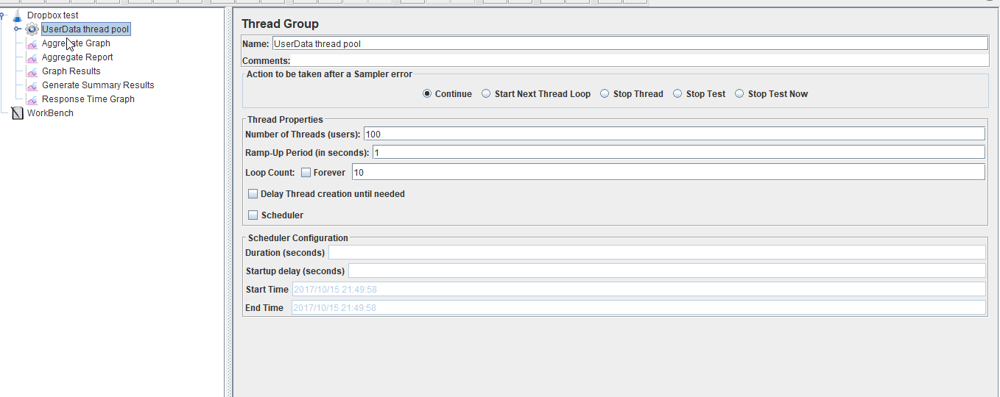 Dropbox test
UserData thread pool
Aggregate Graph
Aggregate Report
Graph Results
Generate Summary Results
Response Time Graph
WorkBench
Thread Group
Name: UserData thread pool
Comments:
Action to be taken after a Sampler error
Continue Start Next Thread Loop Stop Thread Stop Test Stop Test Now
Thread Properties
Number of Threads (users): 100
Ramp-Up Period (in seconds): 1
Loop Count: Forever 10
Delay Thread creation until needed
Scheduler
Scheduler Configuration
Duration (seconds)
Startup delay (seconds)
Start Time 2017/10/15 21:49:58
End Time 2017/10/15 21:49:58